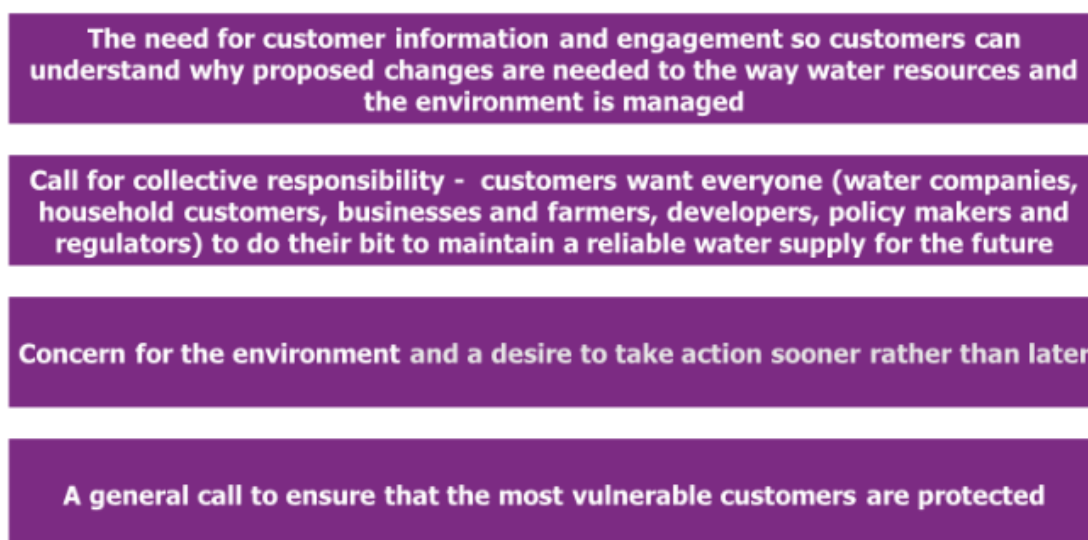 The need for customer information and engagement so customers can
understand why proposed changes are needed to the way water resources and
the environment is managed
Call for collective responsibility -  customers want everyone (water companies,
household customers, businesses and farmers, developers, policy makers and
regulators) to do their bit to maintain a reliable water supply for the future
Concern for the environment and a desire to take action sooner rather than later
A general call to ensure that the most vulnerable customers are protected